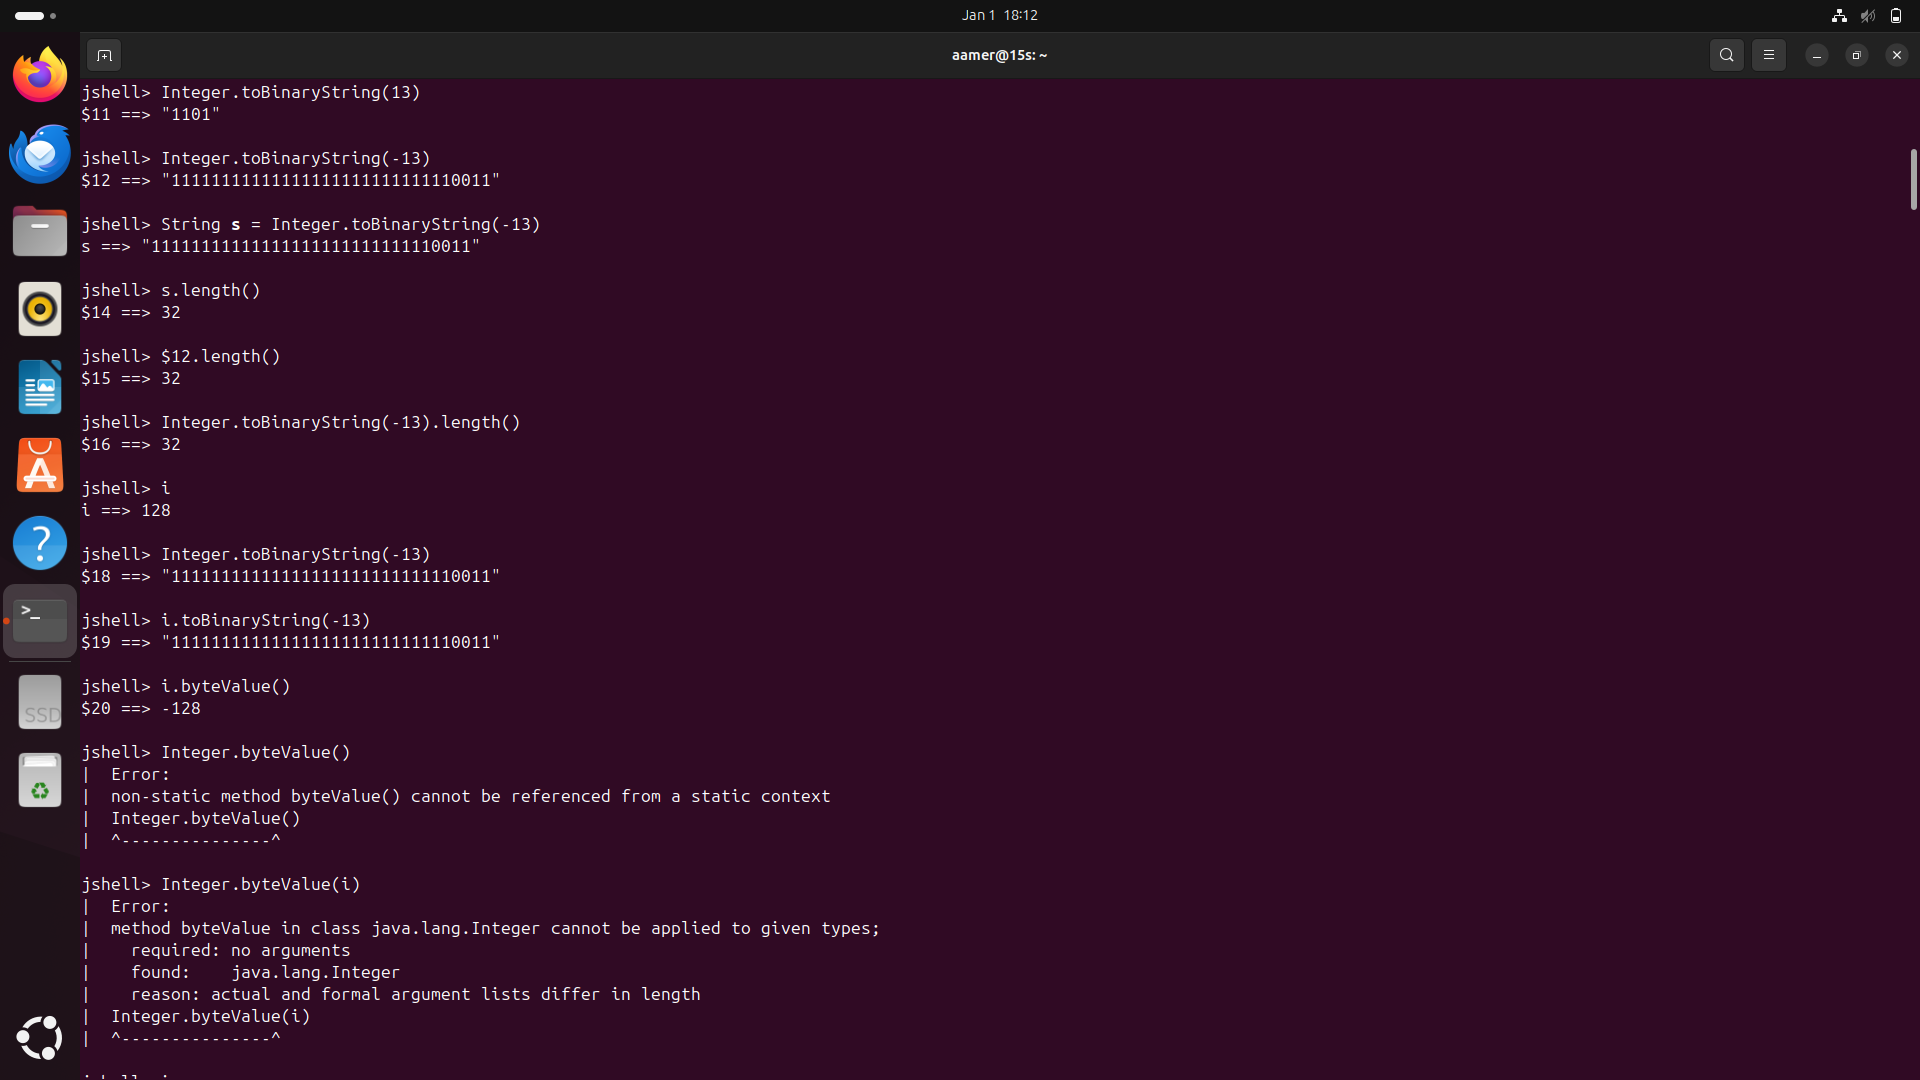 Jan 1 18:12
aamer@15s: ~
jshell> Integer.toBinaryString(13)
$11 ==> "1101"
jshell> Integer.toBinaryString(-13)
$12 ==> "11111111111111111111111111110011"
jshell> String s = Integer.toBinaryString(-13)
s ==> "11111111111111111111111111110011"
jshell> s.length()
$14 ==> 32
jshell> $12.length()
$15 ==> 32
jshell> Integer.toBinaryString(-13).length()
$16 ==> 32
jshell> i
i ==> 128
jshell> Integer.toBinaryString(-13)
$18 ==> "11111111111111111111111111110011"
jshell> i.toBinaryString(-13)
$19 ==> "11111111111111111111111111110011"
jshell> i.byteValue()
$20 ==> -128
jshell> Integer.byteValue()
|  Error:
|  non-static method byteValue() cannot be referenced from a static context
|  Integer.byteValue()
|  ^---------------^
jshell> Integer.byteValue(i)
|  Error:
|  method byteValue in class java.lang.Integer cannot be applied to given types;
|    required: no arguments
|    found:    java.lang.Integer
|    reason: actual and formal argument lists differ in length
|  Integer.byteValue(i)
|  ^---------------^
>_
SSD